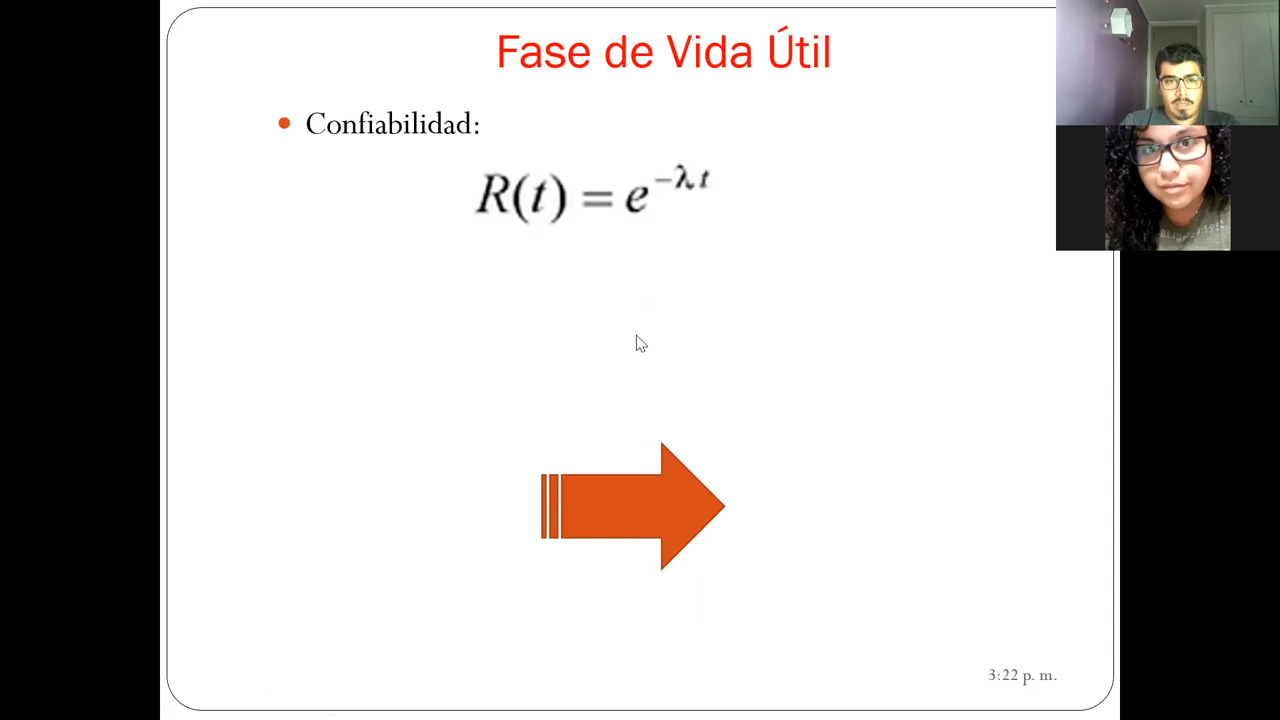 Fase de Vida Útil
• Confiabilidad:
R(t) = e^{-λt}
3:22 p. m.